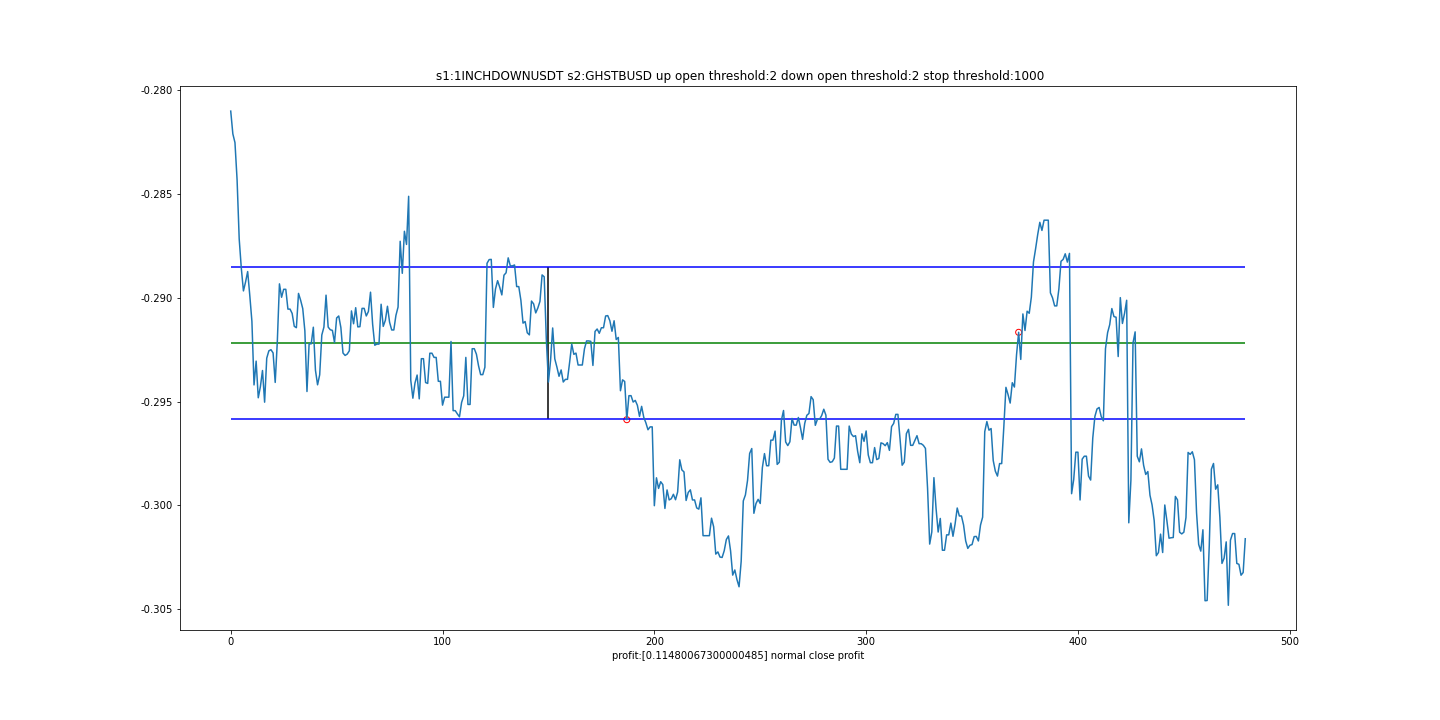 s1:1INCHDOWNUSDT s2:GHSTBUSD up open threshold:2 down open threshold:2 stop threshold:1000
-0.280
-0.285
-0.290
-0.295
-0.300
-0.305
0 100 200 300 400 500
profit:[0.11480067300000485] normal close profit